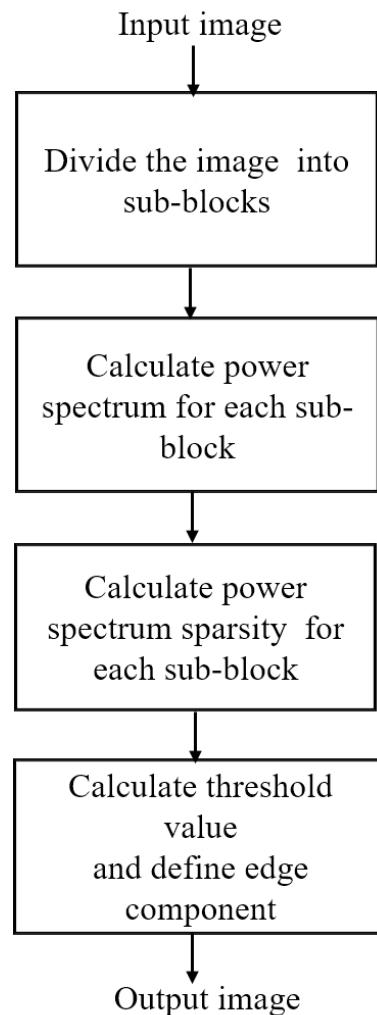 Input image
Divide the image into
sub-blocks
Calculate power
spectrum for each sub-
block
Calculate power
spectrum sparsity for
each sub-block
Calculate threshold
value
and define edge
component
Output image